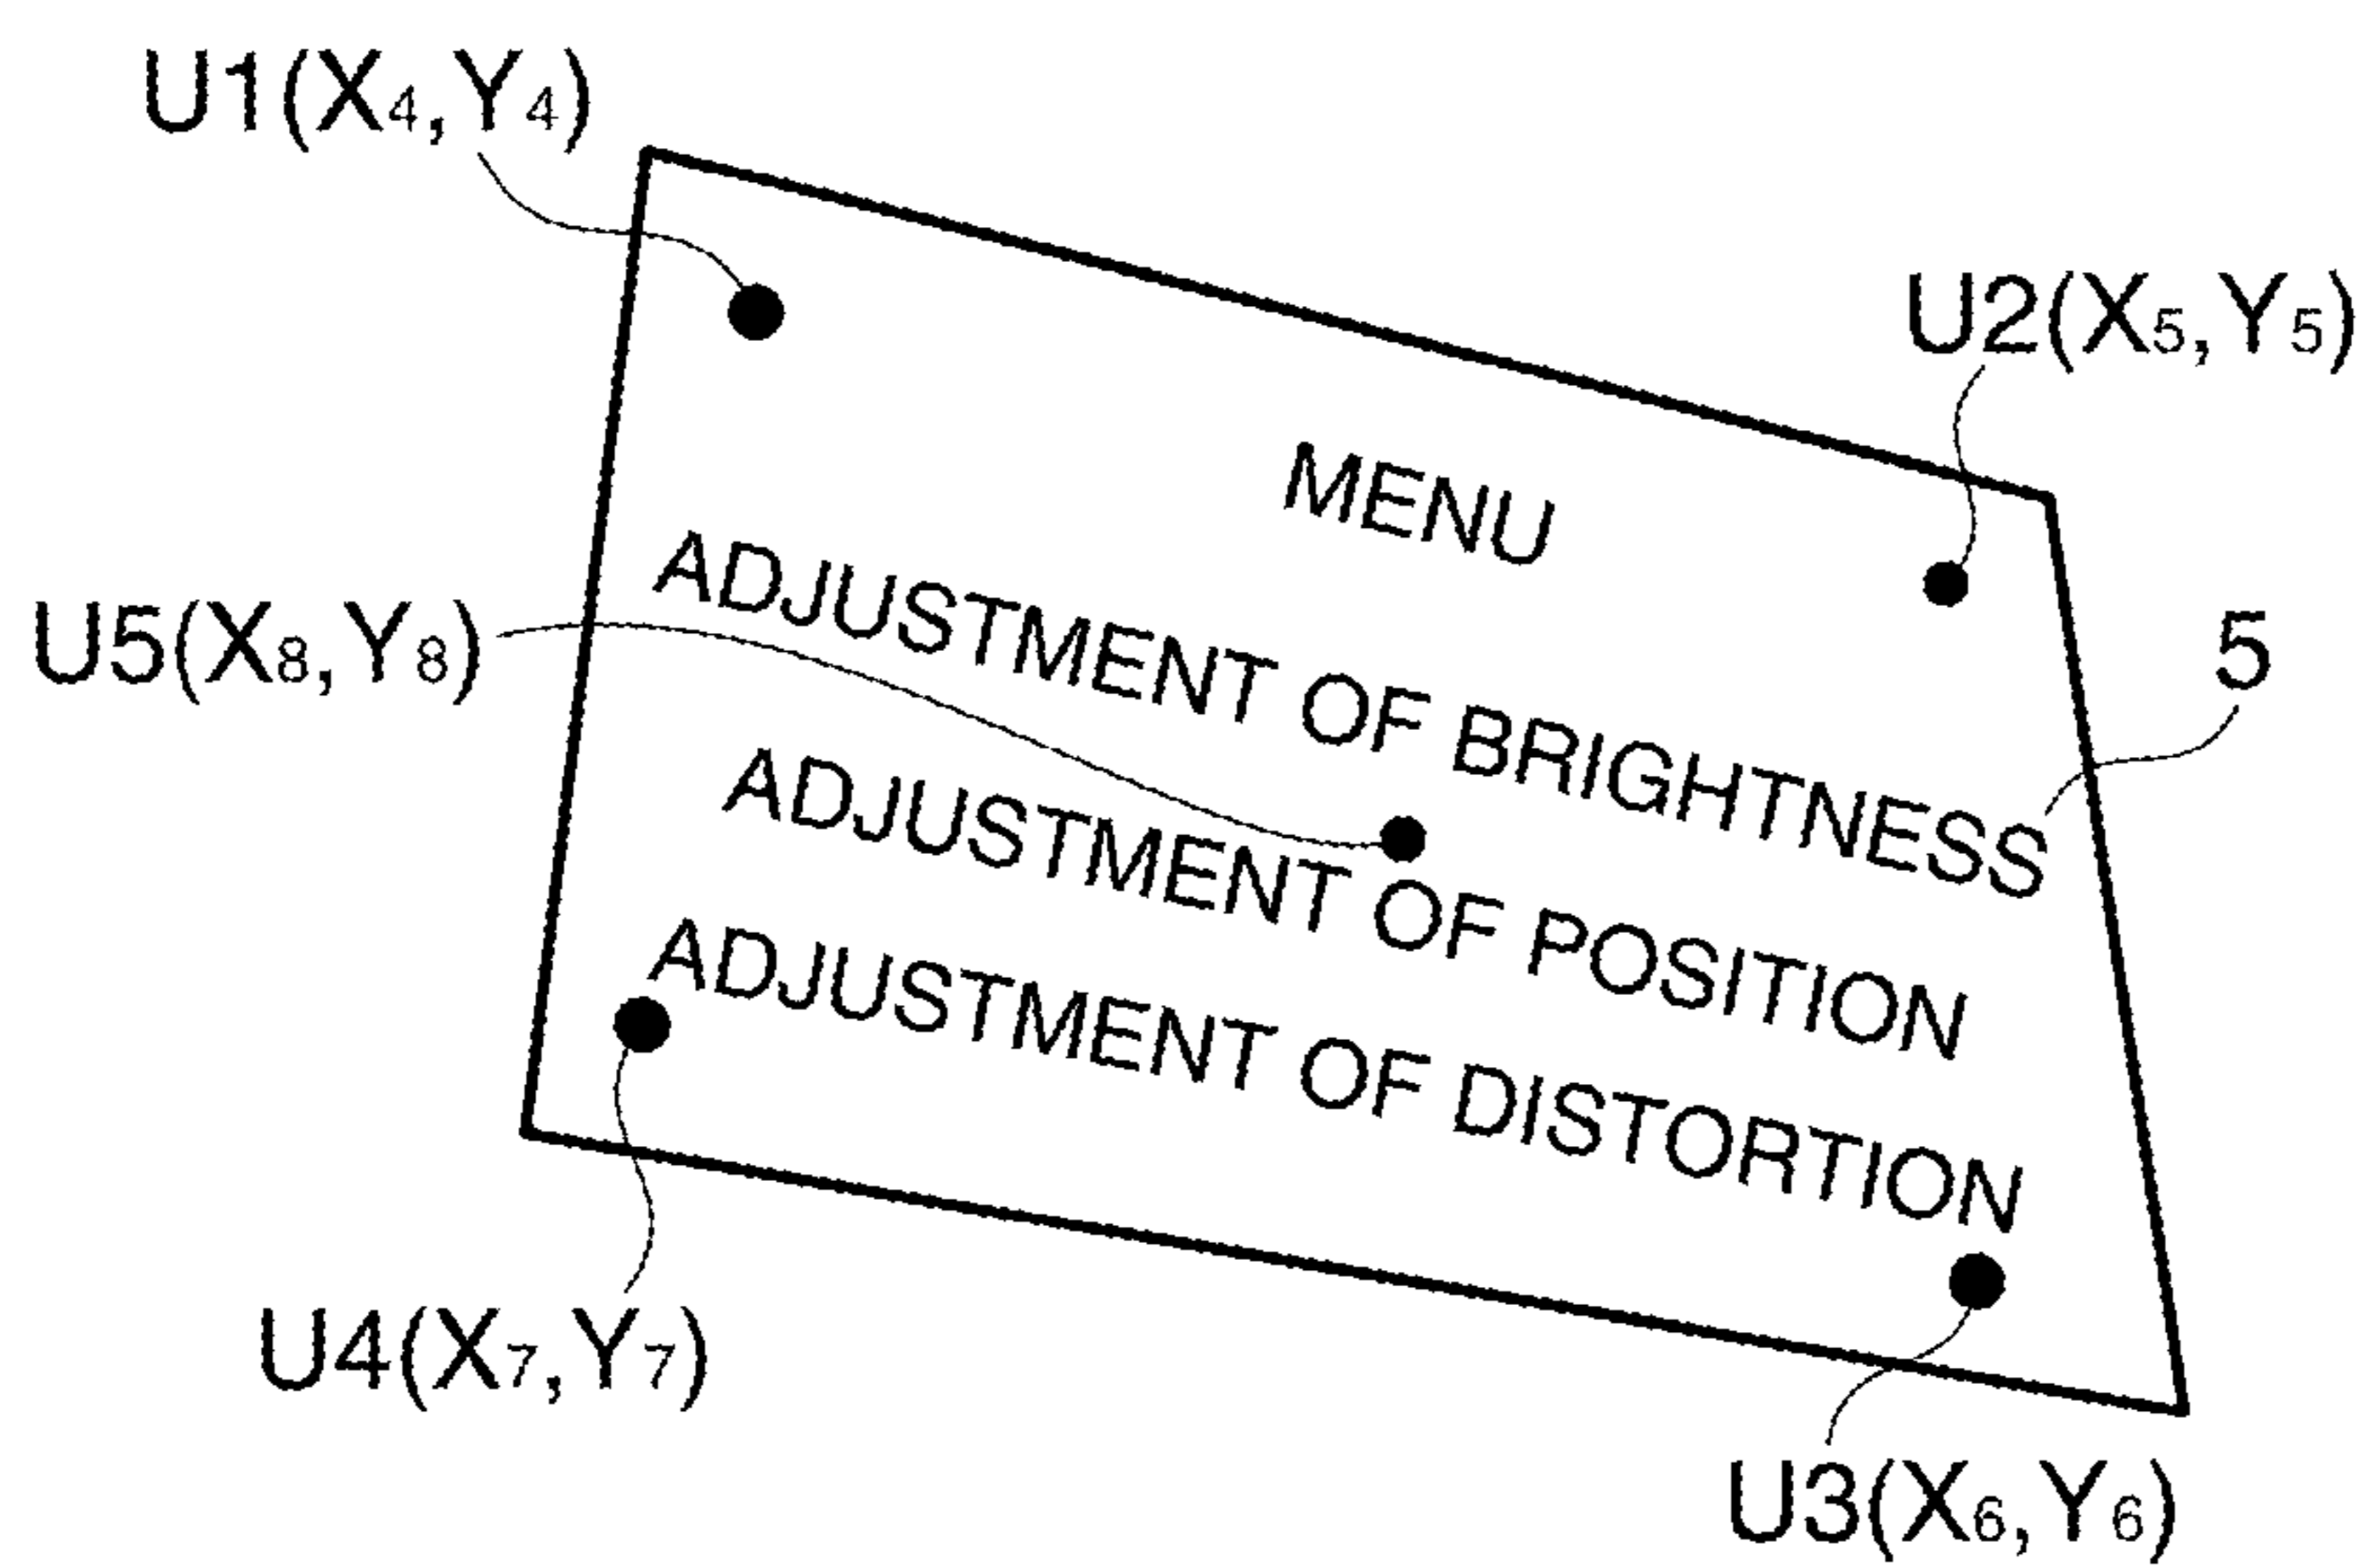 U1(X4,Y4)
U2(X5,Y5)
MENU
ADJUSTMENT OF BRIGHTNESS
U5(X8,Y8)
5
ADJUSTMENT OF POSITION
ADJUSTMENT OF DISTORTION
U4(X7,Y7)
U3(X6,Y6)